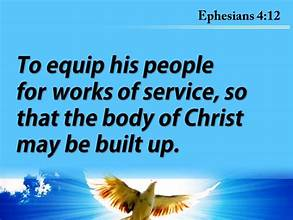 Ephesians 4:12
To equip his people
for works of service, so
that the body of Christ
may be built up.